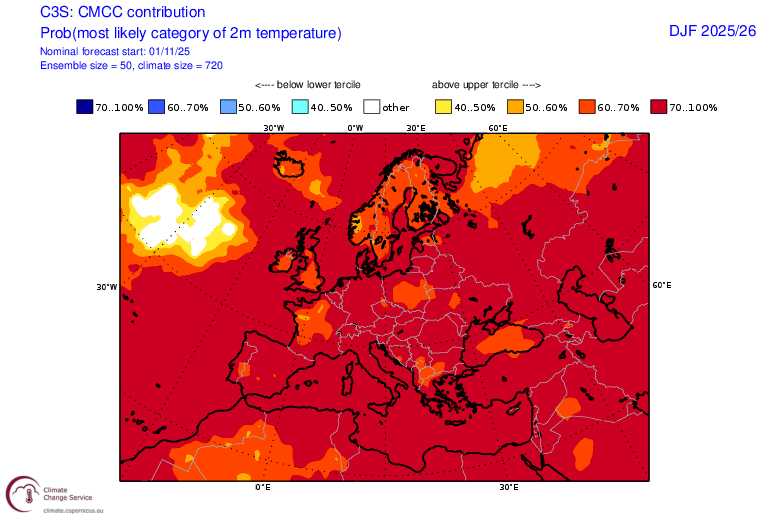 C3S: CMCC contribution
Prob(most likely category of 2m temperature)
DJF 2025/26
Nominal forecast start: 01/11/25
Ensemble size = 50, climate size = 720
<---- below lower tercile
above upper tercile ---->
70..100% 60..70% 50..60% 40..50% other 40..50% 50..60% 60..70% 70..100%
30°W 0°W 30°E 60°E
30°W
60°E
0°E 30°E
Climate
Change Service
climate.copernicus.eu